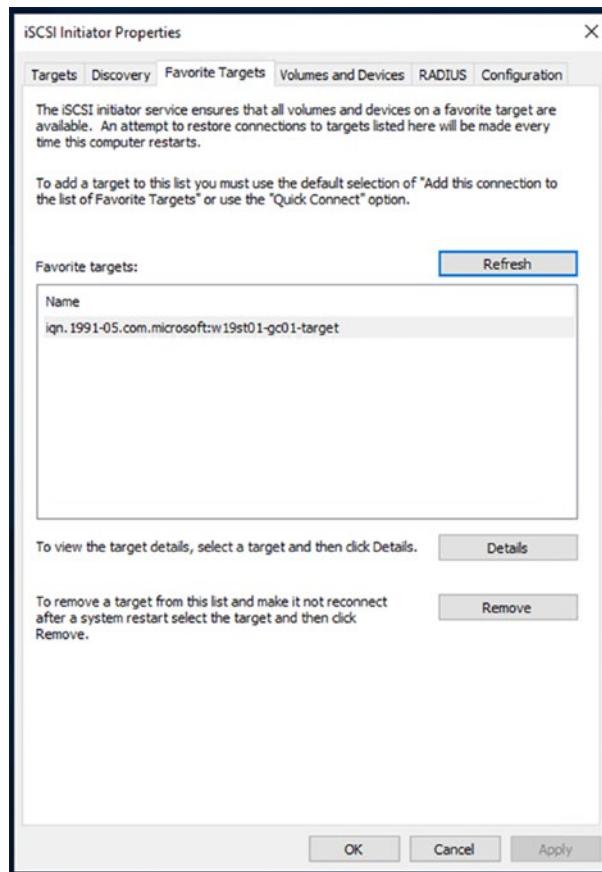 iSCSI Initiator Properties
Targets Discovery Favorite Targets Volumes and Devices RADIUS Configuration
The iSCSI initiator service ensures that all volumes and devices on a favorite target are
available. An attempt to restore connections to targets listed here will be made every
time this computer restarts.
To add a target to this list you must use the default selection of "Add this connection to
the list of Favorite Targets" or use the "Quick Connect" option.
Favorite targets:
Refresh
Name
iqn.1991-05.com.microsoft:w19st01-gc01-target
To view the target details, select a target and then click Details.
Details
To remove a target from this list and make it not reconnect
after a system restart select the target and then click
Remove.
Remove
OK Cancel Apply